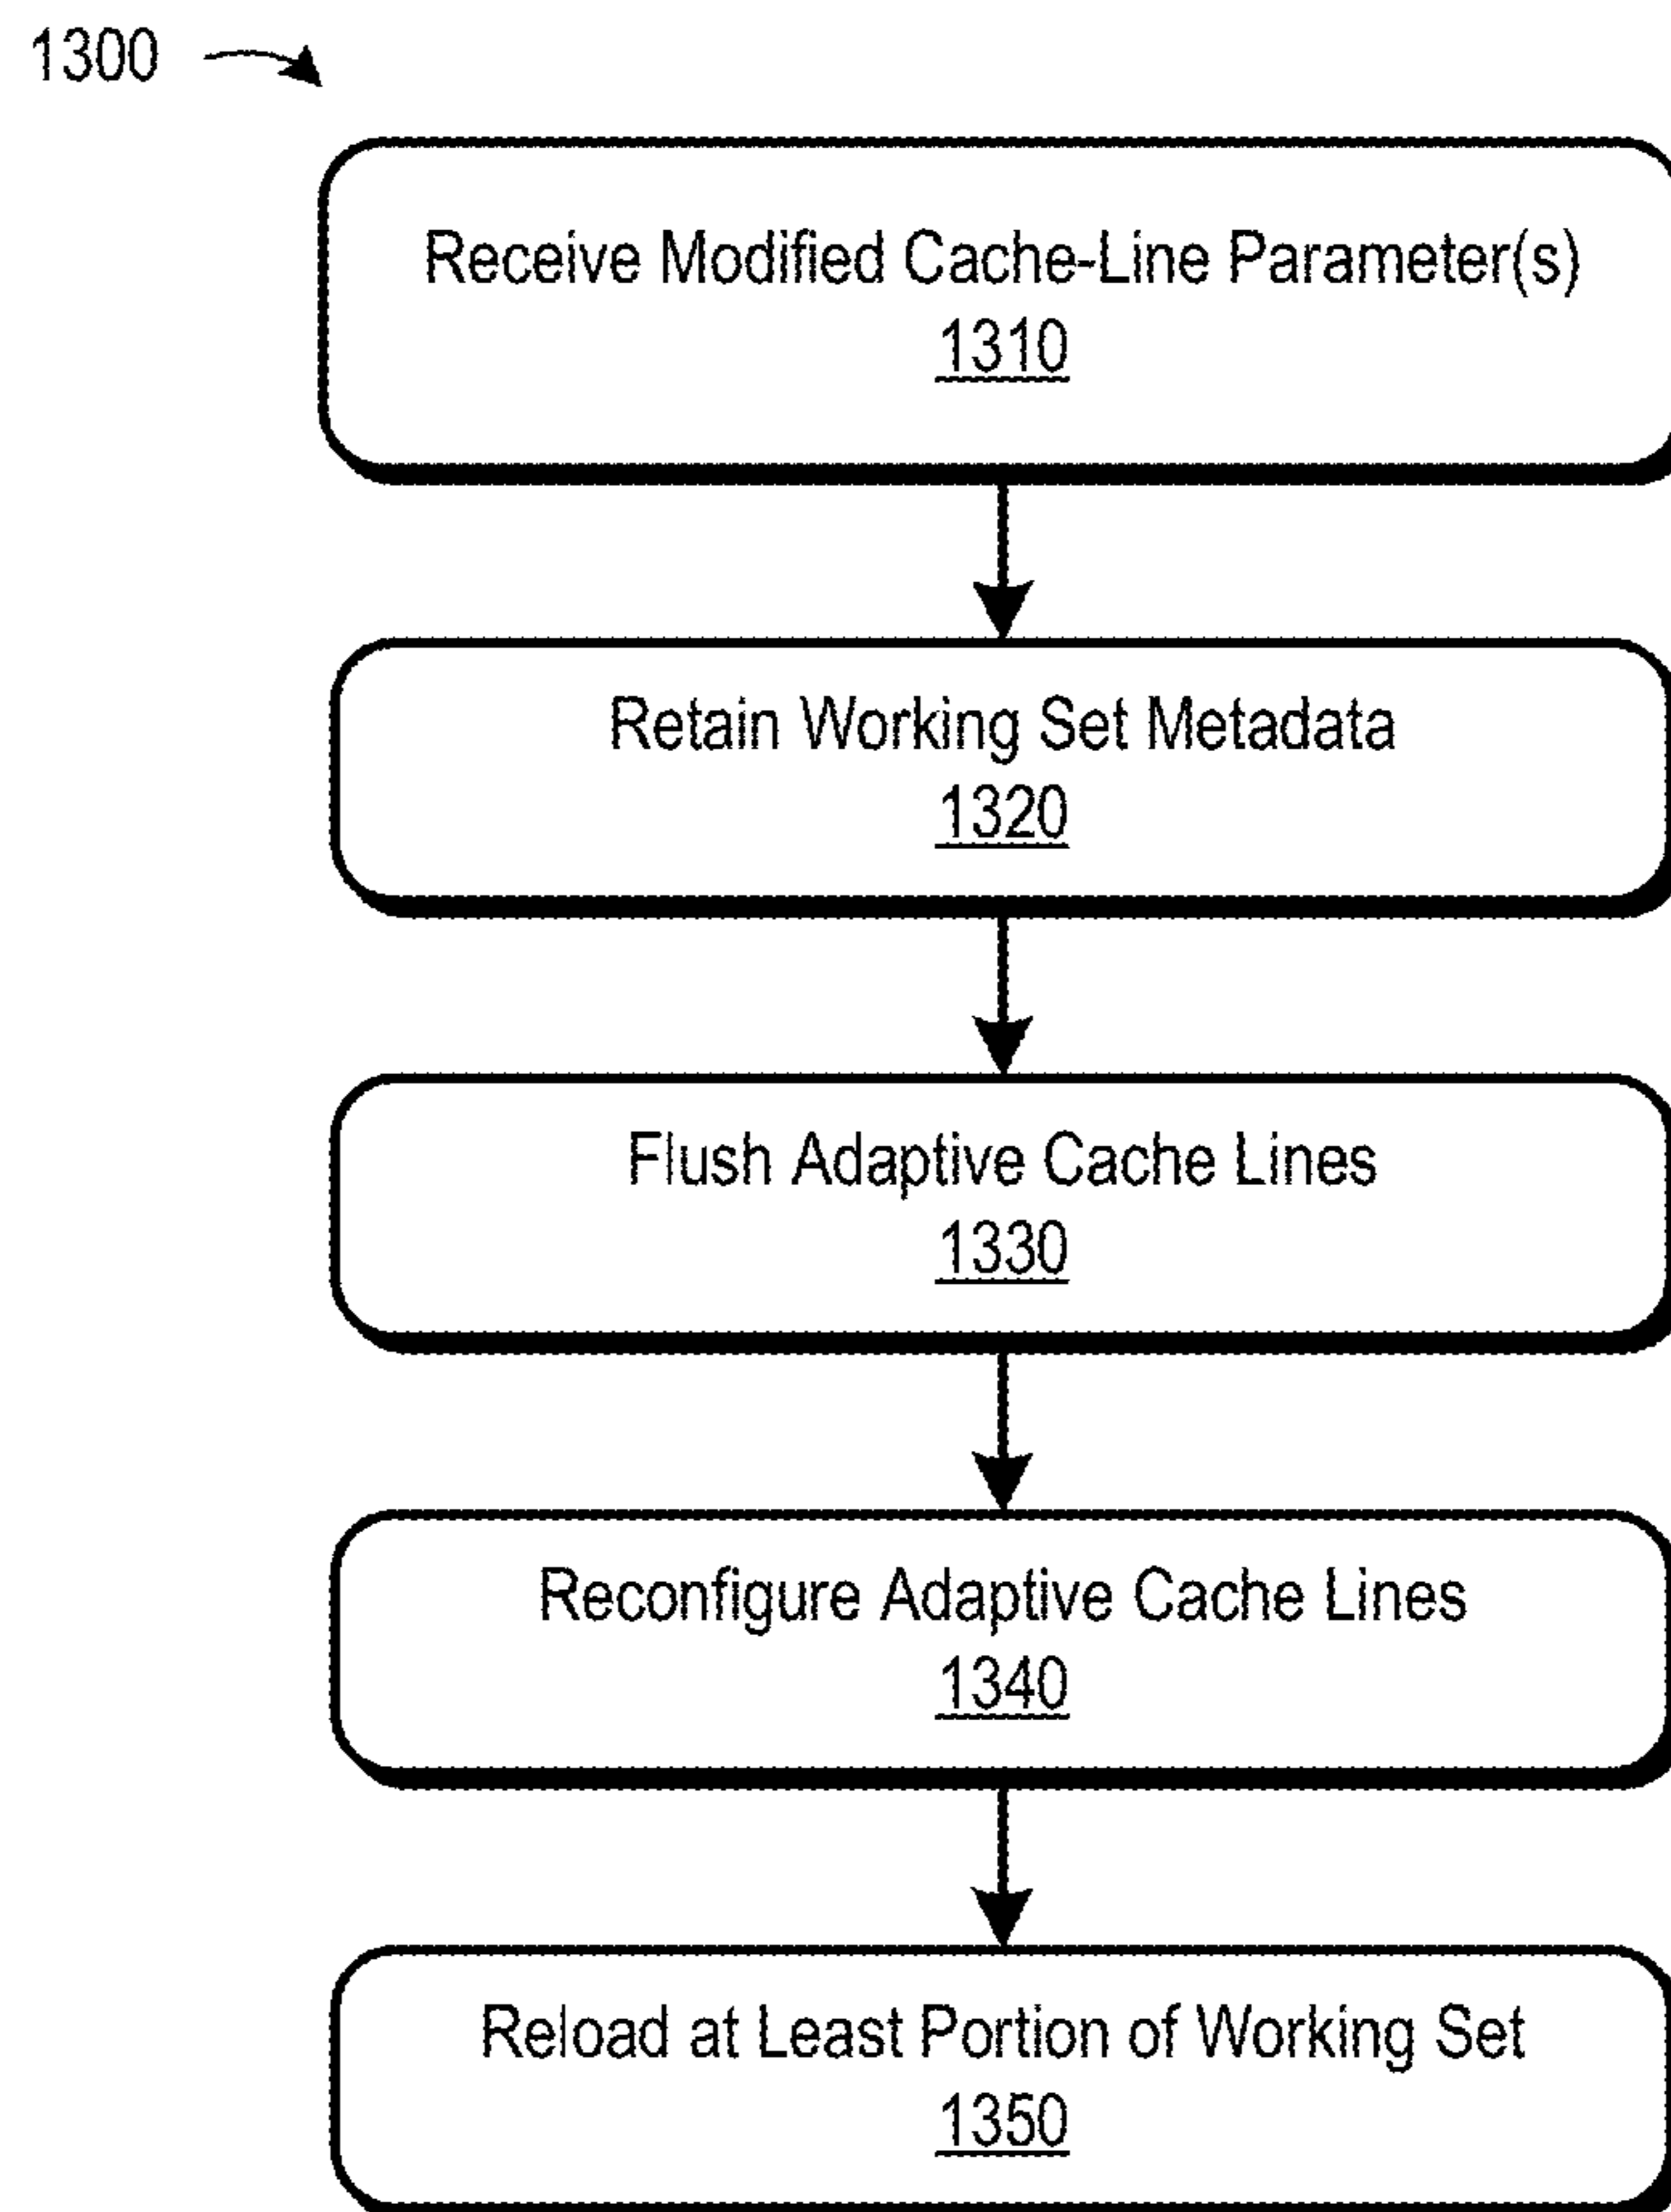 1300
Receive Modified Cache-Line Parameter(s)
1310
Retain Working Set Metadata
1320
Flush Adaptive Cache Lines
1330
Reconfigure Adaptive Cache Lines
1340
Reload at Least Portion of Working Set
1350